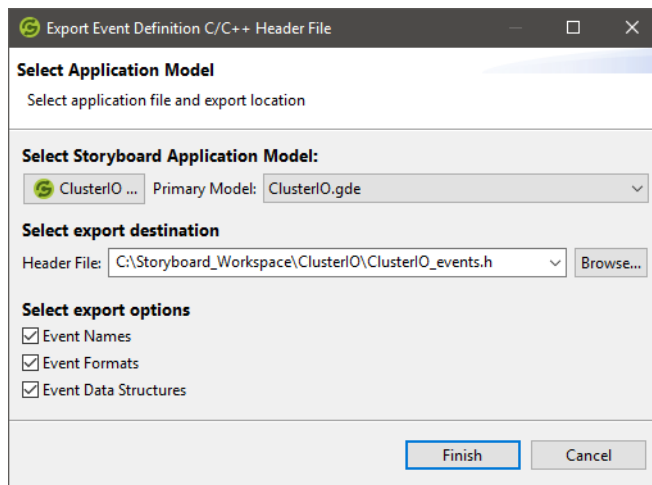 Export Event Definition C/C++ Header File
Select Application Model
Select application file and export location
Select Storyboard Application Model:
ClusterIO ... Primary Model: ClusterIO.gde
Select export destination
Header File: C:\Storyboard_Workspace\ClusterIO\ClusterIO_events.h Browse...
Select export options
Event Names
Event Formats
Event Data Structures
Finish Cancel